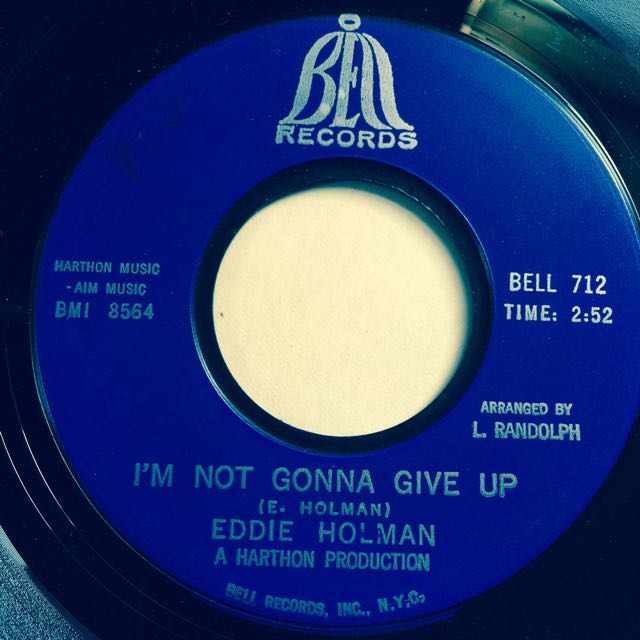 BELL
RECORDS
HARTHON MUSIC
- AIM MUSIC
BMI 8564
BELL 712
TIME: 2:52
ARRANGED BY
L. RANDOLPH
I'M NOT GONNA GIVE UP
(E. HOLMAN)
EDDIE HOLMAN
A HARTHON PRODUCTION
BELL RECORDS, INC., N.Y.C.